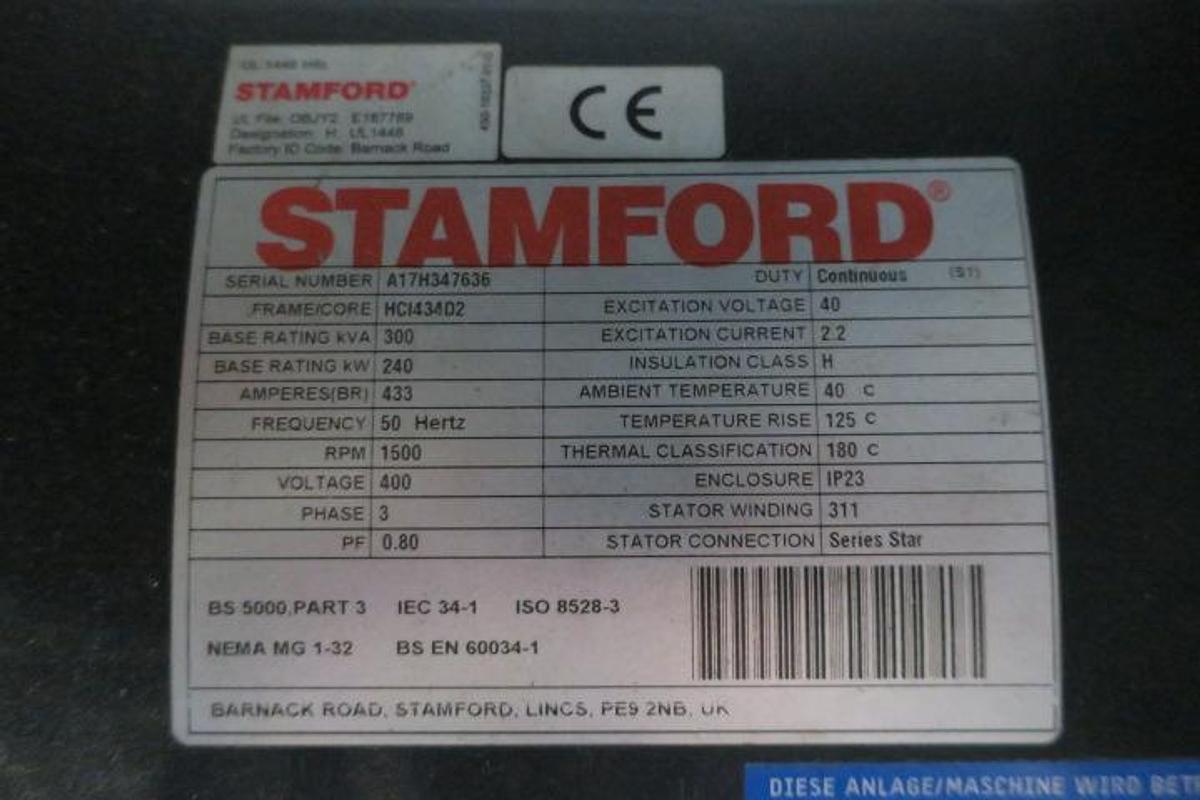 UL 1446 INS.
STAMFORD
UL File: OBJY2 E167769
Designation: H, UL1446
Factory ID Code: Barnack Road
CE
STAMFORD®
SERIAL NUMBER A17H347636 DUTY Continuous (S1)
FRAME/CORE HCI434D2 EXCITATION VOLTAGE 40
BASE RATING kVA 300 EXCITATION CURRENT 2.2
BASE RATING kW 240 INSULATION CLASS H
AMPERES(BR) 433 AMBIENT TEMPERATURE 40 C
FREQUENCY 50 Hertz TEMPERATURE RISE 125 C
RPM 1500 THERMAL CLASSIFICATION 180 C
VOLTAGE 400 ENCLOSURE IP23
PHASE 3 STATOR WINDING 311
PF 0.80 STATOR CONNECTION Series Star
BS 5000,PART 3 IEC 34-1 ISO 8528-3
NEMA MG 1-32 BS EN 60034-1
BARNACK ROAD, STAMFORD, LINCS, PE9 2NB, UK
DIESE ANLAGE/MASCHINE WIRD BET